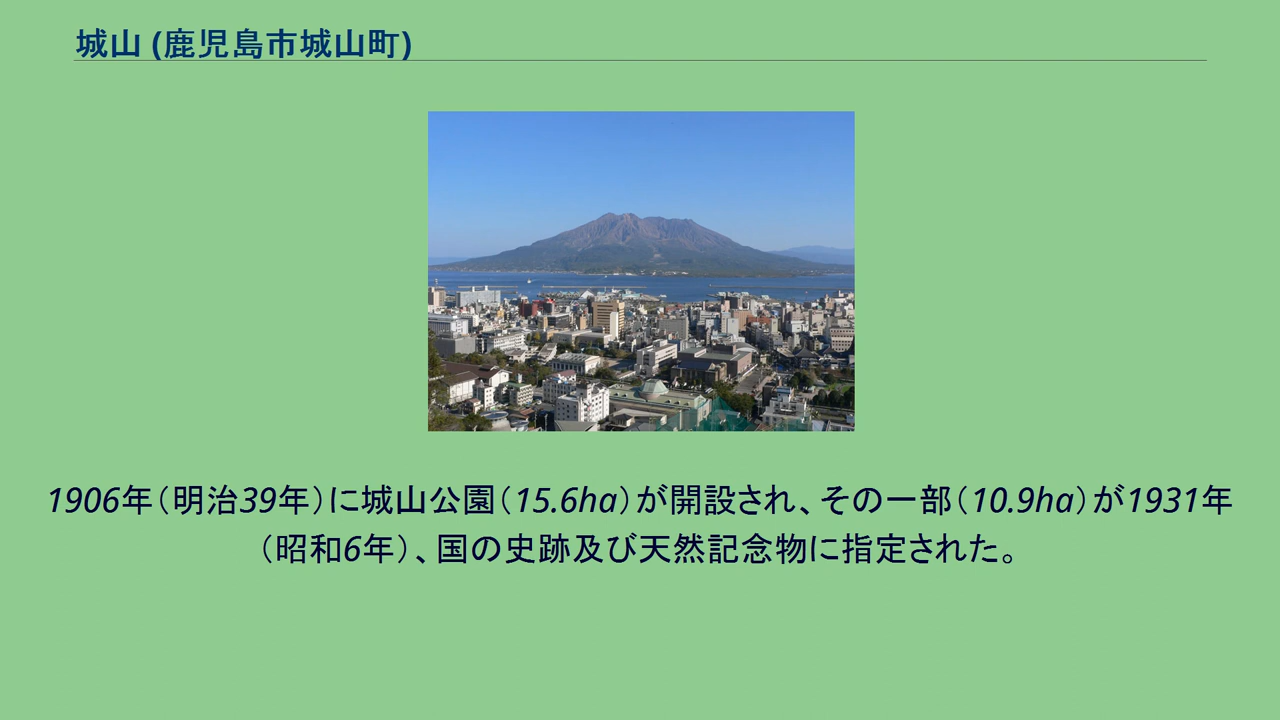 城山 (鹿児島市城山町)
1906年（明治39年）に城山公園（15.6ha）が開設され、その一部（10.9ha）が1931年
（昭和6年）、国の史跡及び天然記念物に指定された。